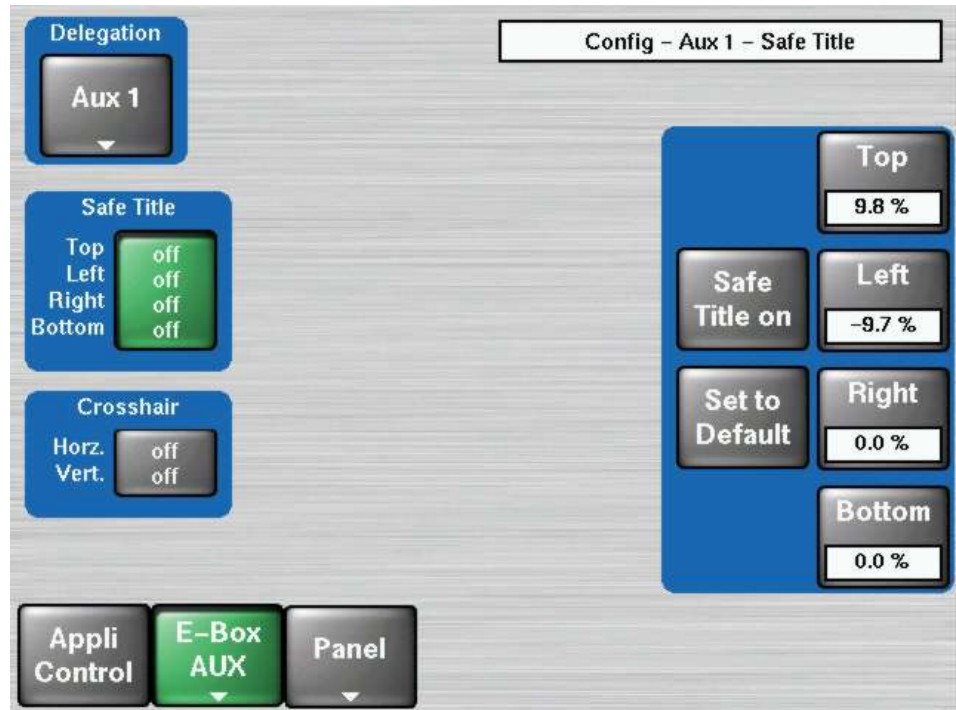 Delegation
Aux 1
Config – Aux 1 – Safe Title
Safe Title
Top off
Left off
Right off
Bottom off
Crosshair
Horz. off
Vert. off
Top
9.8 %
Safe
Title on
Left
–9.7 %
Set to
Default
Right
0.0 %
Bottom
0.0 %
Appli
Control
E–Box
AUX
Panel